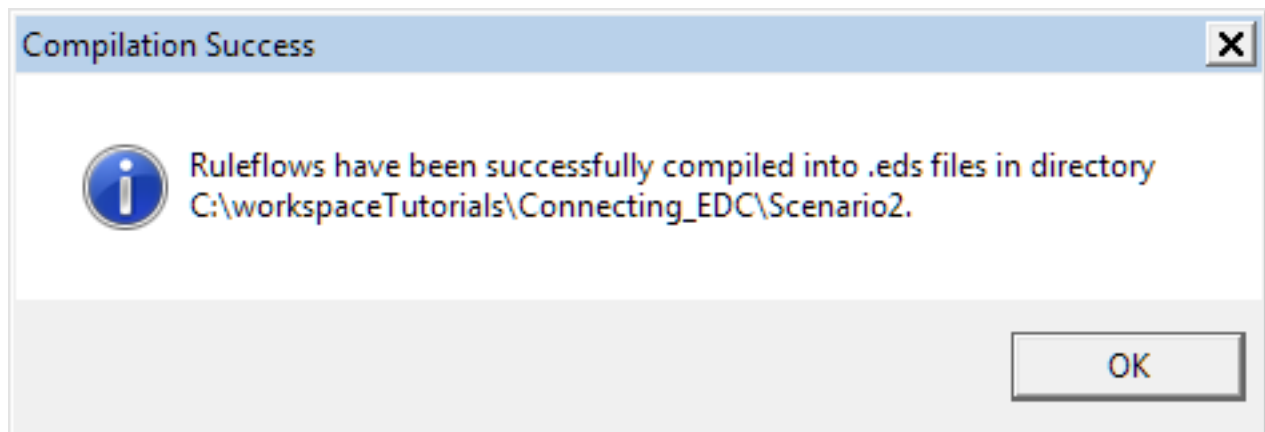 Compilation Success
Ruleflows have been successfully compiled into .eds files in directory
C:\workspaceTutorials\Connecting_EDC\Scenario2.
OK